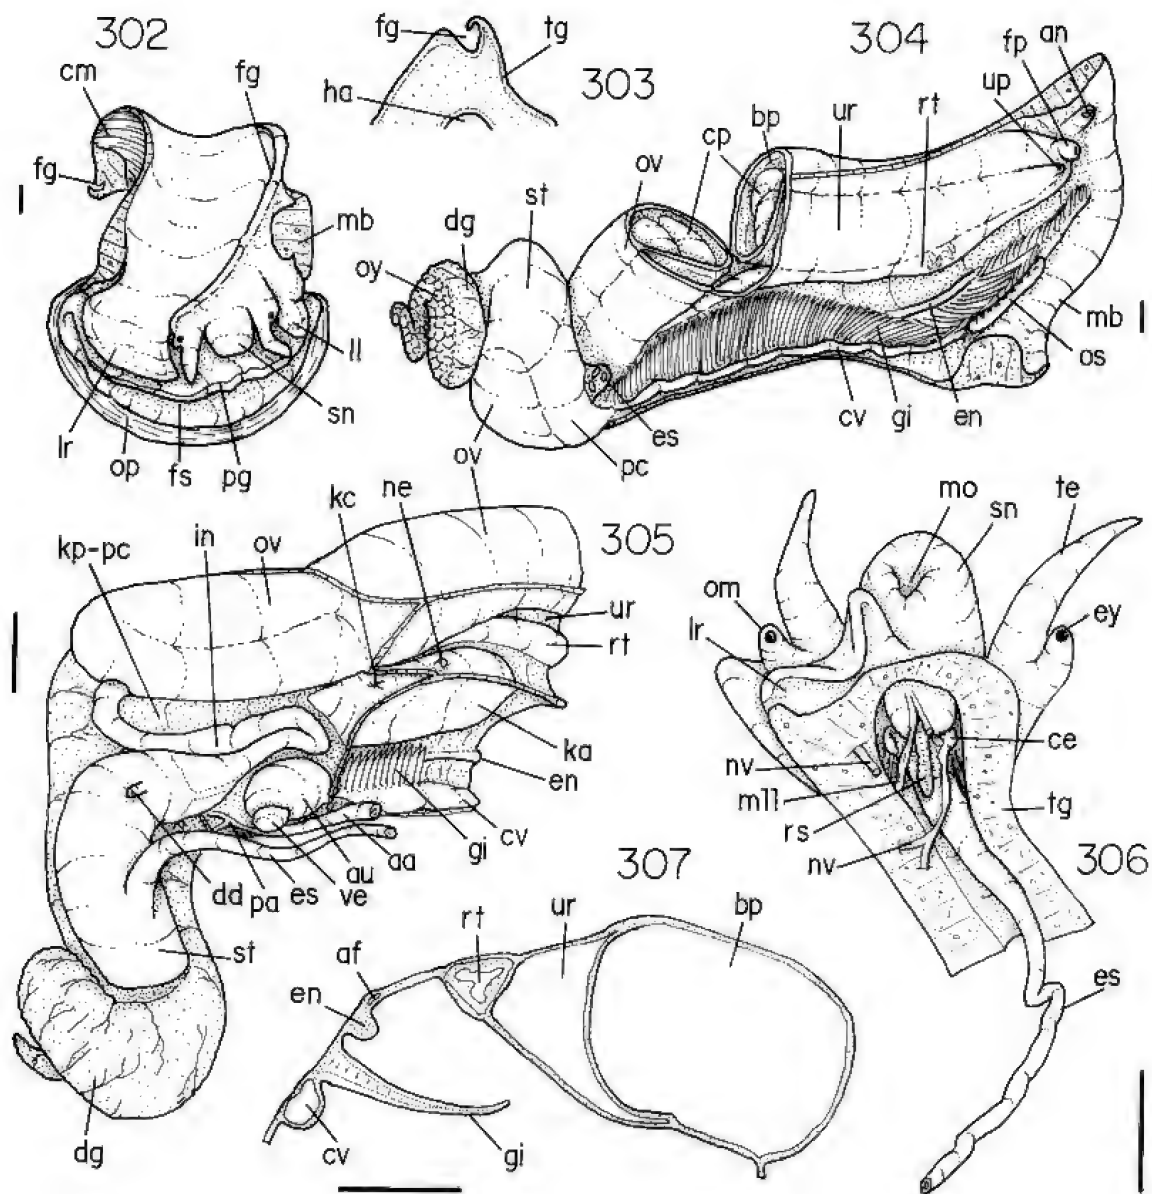 302
cm
fg
fg
mb
ll
sn
lr
op
fs
pg
303
fg
tg
ha
304
an
fp
up
rt
ur
bp
cp
ov
st
dg
oy
mb
os
en
gi
cv
es
pc
ov
305
kp-pc
in
ov
kc
ne
ur
rt
ka
en
cv
gi
aa
au
ve
es
pa
dd
st
dg
306
mo
sn
te
om
lr
ey
ce
nv
mll
rs
nv
tg
es
307
rt
ur
bp
af
en
cv
gi